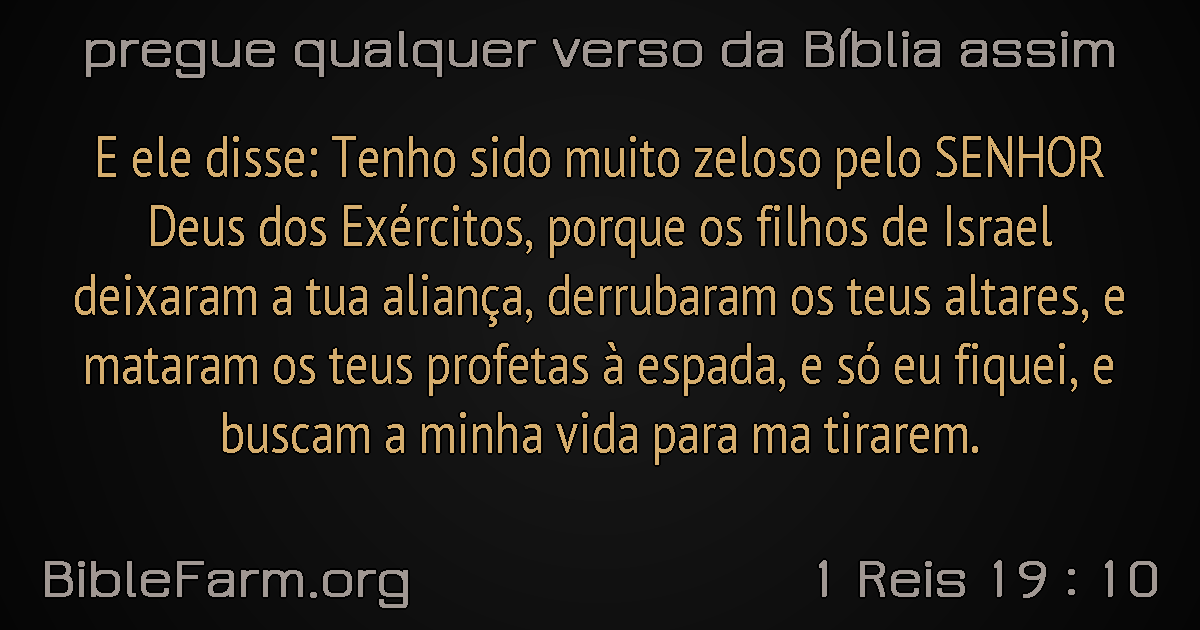 pregue qualquer verso da Bíblia assim
E ele disse: Tenho sido muito zeloso pelo SENHOR
Deus dos Exércitos, porque os filhos de Israel
deixaram a tua aliança, derrubaram os teus altares, e
mataram os teus profetas à espada, e só eu fiquei, e
buscam a minha vida para ma tirarem.
BibleFarm.org
1 Reis 19 : 10